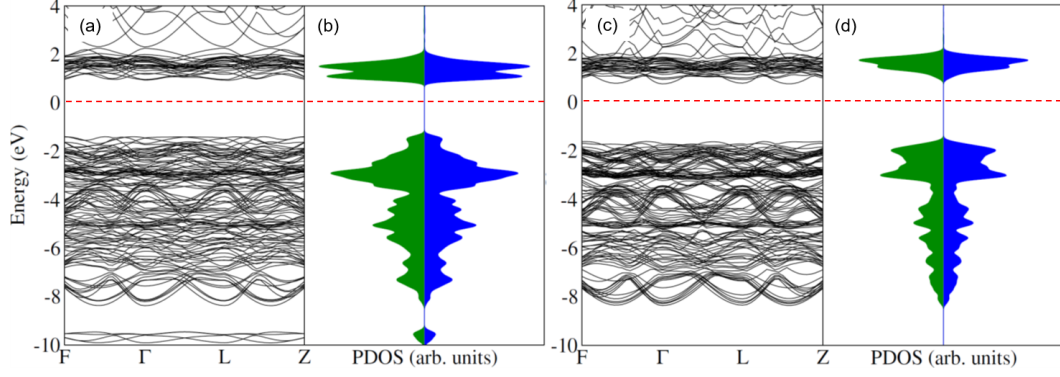 (a)
(b)
(c)
(d)
4
2
0
-2
-4
-6
-8
-10
Energy (eV)
F Γ L Z
PDOS (arb. units)
4
2
0
-2
-4
-6
-8
-10
F Γ L Z
PDOS (arb. units)